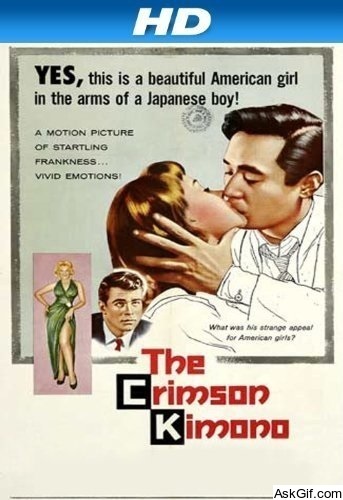 HD
YES, this is a beautiful American girl
in the arms of a Japanese boy!
A MOTION PICTURE
OF STARTLING
FRANKNESS...
VIVID EMOTIONS!
What was his strange appeal
for American girls?
The
Crimson
Kimono
AskGif.com